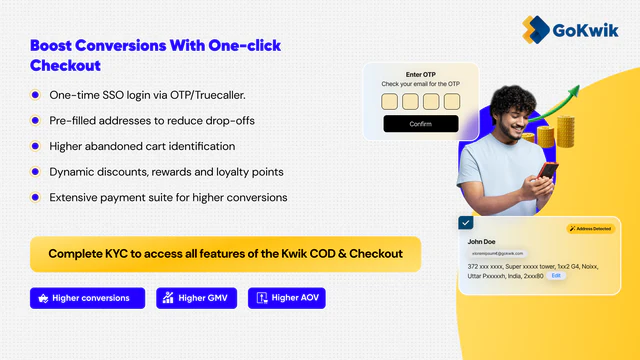 GoKwik
Boost Conversions With One-click
Checkout
One-time SSO login via OTP/Truecaller.
Pre-filled addresses to reduce drop-offs
Higher abandoned cart identification
Dynamic discounts, rewards and loyalty points
Extensive payment suite for higher conversions
Complete KYC to access all features of the Kwik COD & Checkout
Higher conversions
Higher GMV
Higher AOV
Enter OTP
Check your email for the OTP
Confirm
Address Detected
John Doe
372 xxx xxxx, Super xxxxx tower, 1xx2 G4, Noixx,
Uttar Pxxxxxh, India, 2xxx80
Edit